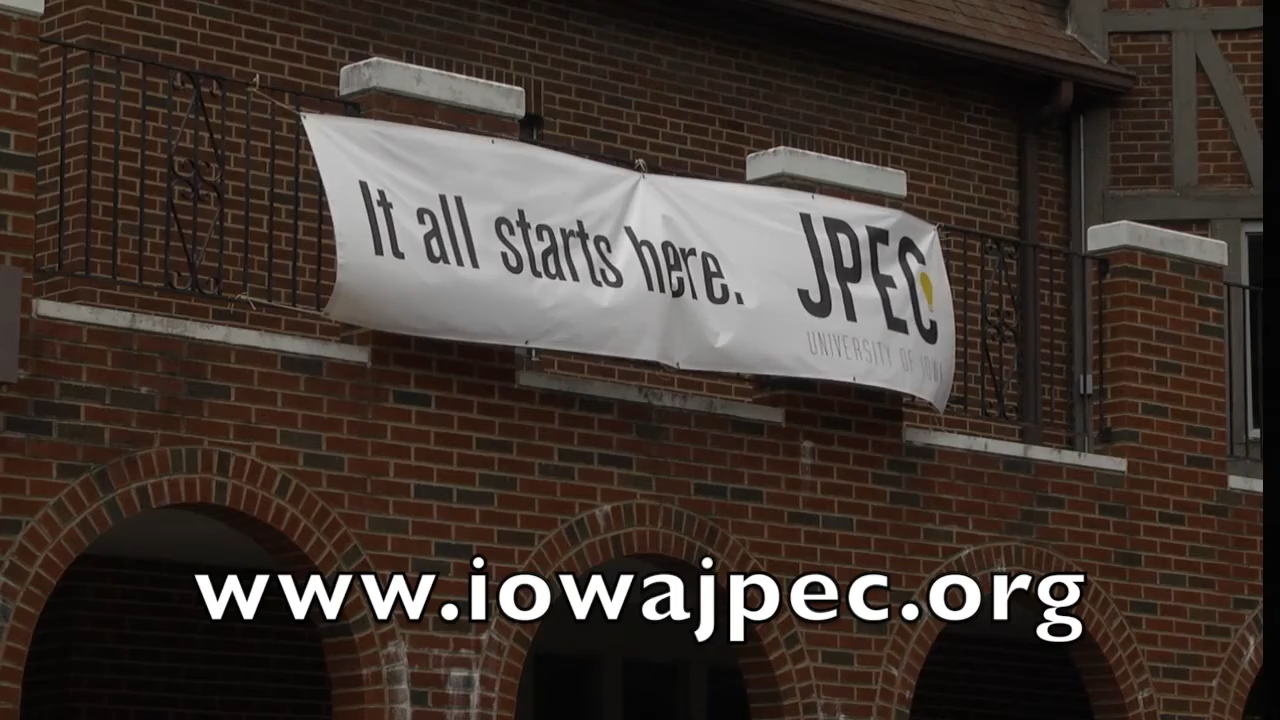 It all starts here.
JPEC
UNIVERSITY OF IOWA
www.iowajpec.org